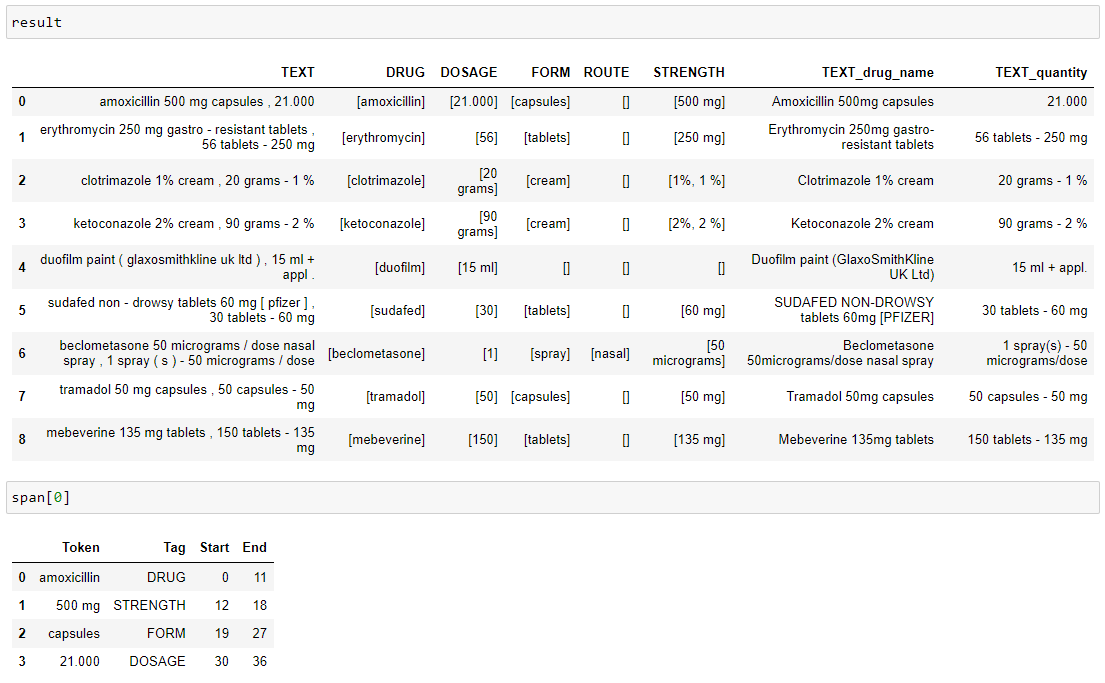 result
TEXT DRUG DOSAGE FORM ROUTE STRENGTH TEXT_drug_name TEXT_quantity
0 amoxicillin 500 mg capsules , 21.000 [amoxicillin] [21.000] [capsules] [] [500 mg] Amoxicillin 500mg capsules 21.000
1 erythromycin 250 mg gastro - resistant tablets , 56 tablets - 250 mg [erythromycin] [56] [tablets] [] [250 mg] Erythromycin 250mg gastro-resistant tablets 56 tablets - 250 mg
2 clotrimazole 1% cream , 20 grams - 1 % [clotrimazole] [20 grams] [cream] [] [1%, 1 %] Clotrimazole 1% cream 20 grams - 1 %
3 ketoconazole 2% cream , 90 grams - 2 % [ketoconazole] [90 grams] [cream] [] [2%, 2 %] Ketoconazole 2% cream 90 grams - 2 %
4 duofilm paint ( glaxosmithkline uk ltd ) , 15 ml + appl . [duofilm] [15 ml] [] [] [] Duofilm paint (GlaxoSmithKline UK Ltd) 15 ml + appl.
5 sudafed non - drowsy tablets 60 mg [ pfizer ] , 30 tablets - 60 mg [sudafed] [30] [tablets] [] [60 mg] SUDAFED NON-DROWSY tablets 60mg [PFIZER] 30 tablets - 60 mg
6 beclometasone 50 micrograms / dose nasal spray , 1 spray ( s ) - 50 micrograms / dose [beclometasone] [1] [spray] [nasal] [50 micrograms] Beclometasone 50micrograms/dose nasal spray 1 spray(s) - 50 micrograms/dose
7 tramadol 50 mg capsules , 50 capsules - 50 mg [tramadol] [50] [capsules] [] [50 mg] Tramadol 50mg capsules 50 capsules - 50 mg
8 mebeverine 135 mg tablets , 150 tablets - 135 mg [mebeverine] [150] [tablets] [] [135 mg] Mebeverine 135mg tablets 150 tablets - 135 mg
span[0]
Token Tag Start End
0 amoxicillin DRUG 0 11
1 500 mg STRENGTH 12 18
2 capsules FORM 19 27
3 21.000 DOSAGE 30 36